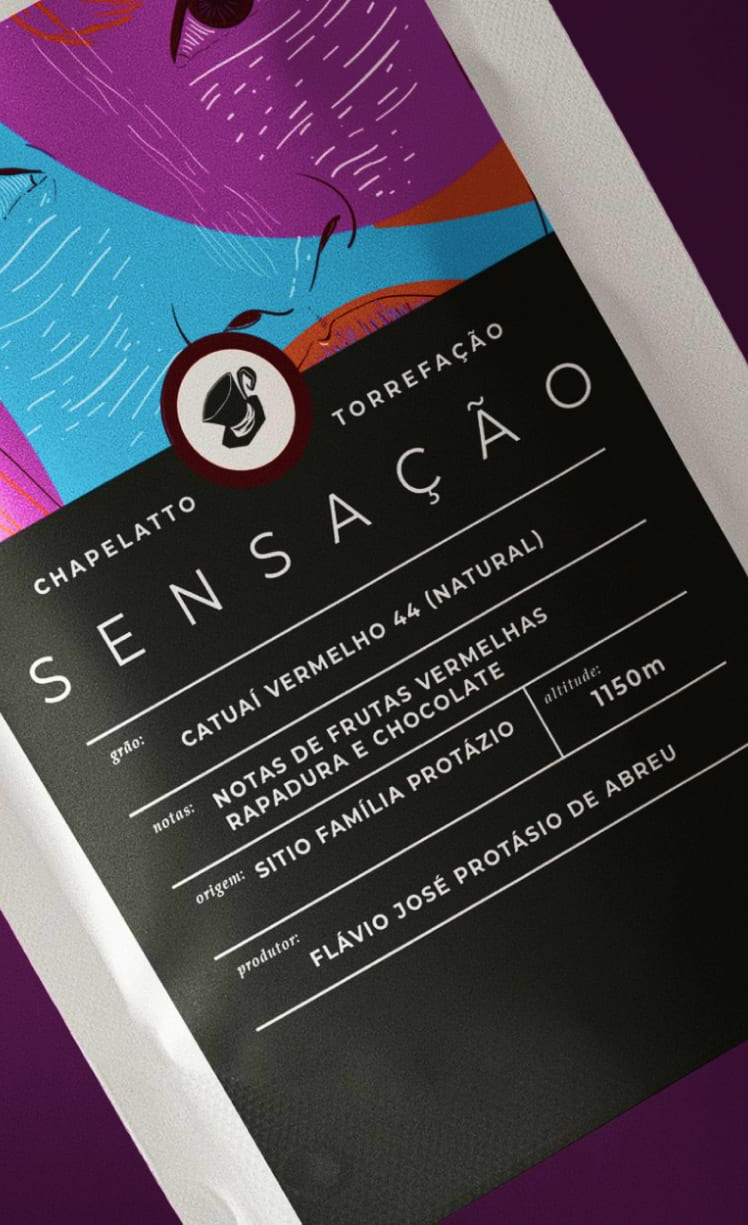 CHAPELATTO TORREFAÇÃO
SENSAÇÃO
grão: CATUAÍ VERMELHO 44 (NATURAL)
notas: NOTAS DE FRUTAS VERMELHAS
RAPADURA E CHOCOLATE
origem: SITIO FAMÍLIA PROTÁZIO altitude: 1150m
produtor: FLÁVIO JOSÉ PROTÁSIO DE ABREU